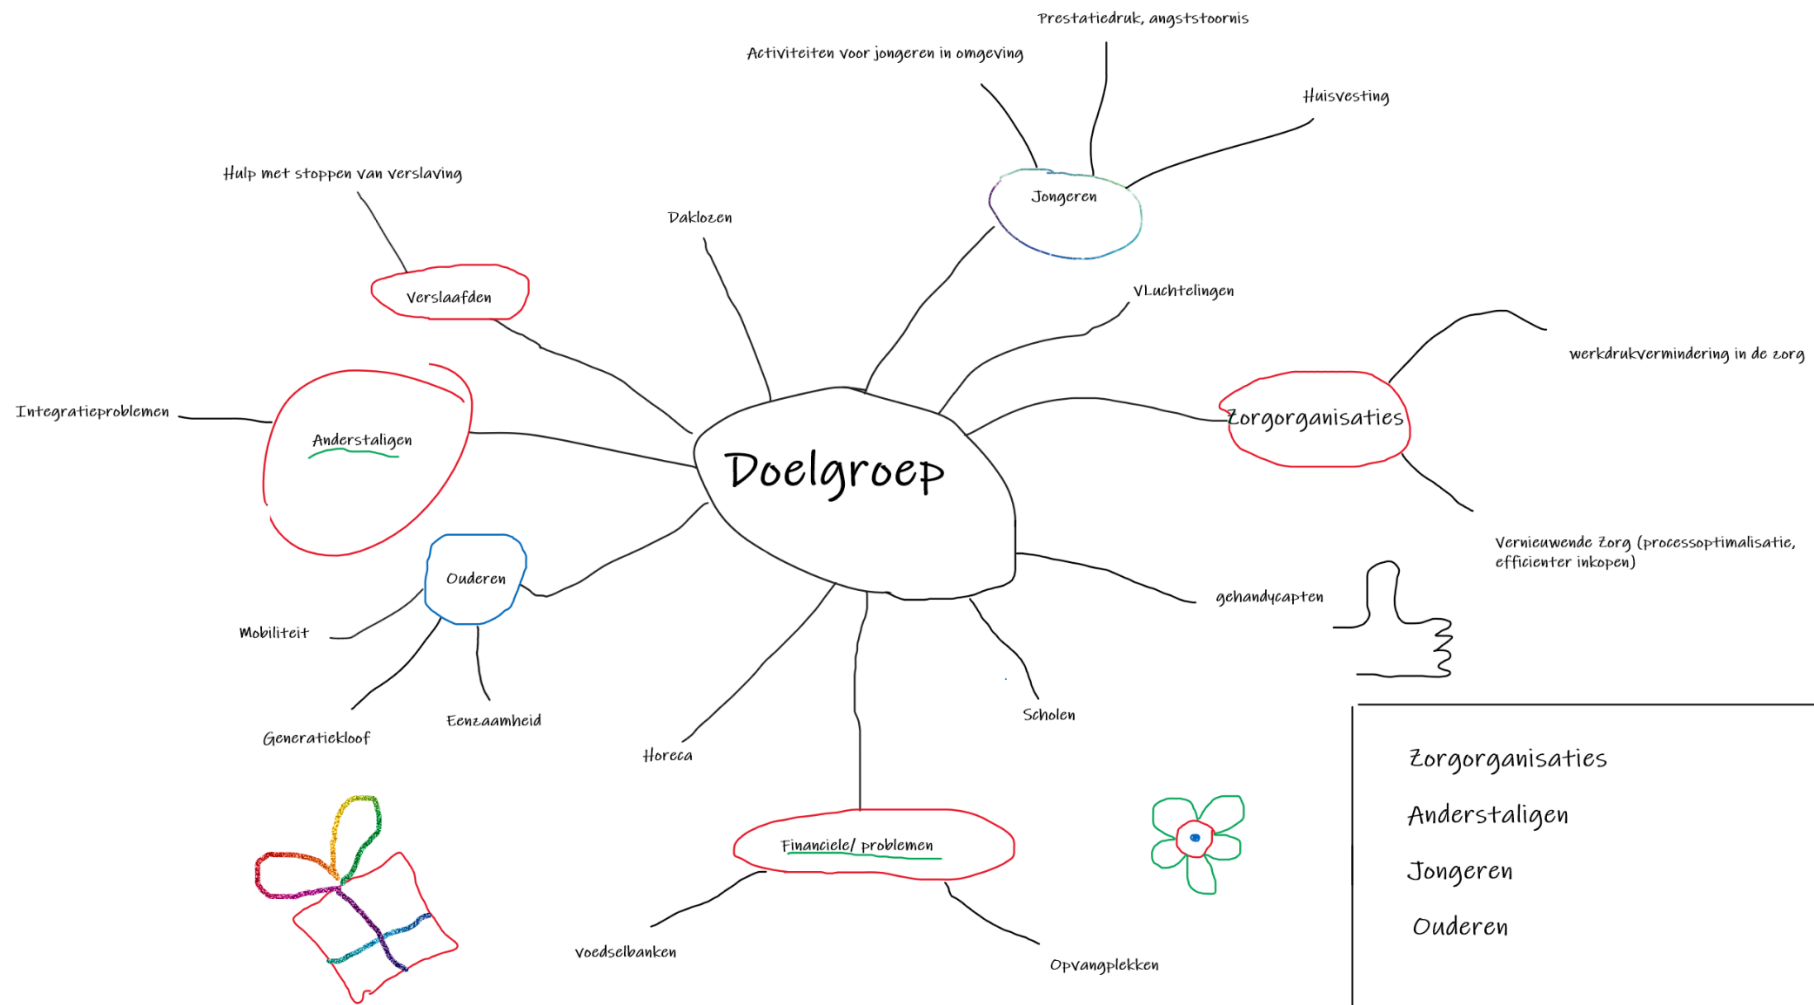 Prestatiedruk, angststoornis
Activiteiten voor jongeren in omgeving
Huisvesting
Hulp met stoppen van verslaving
Jongeren
Daklozen
Verslaafden
VLuchtelingen
werkdrukvermindering in de zorg
Integratieproblemen
Anderstaligen
Zorgorganisaties
Doelgroep
Vernieuwende Zorg (processoptimalisatie,
efficienter inkopen)
Ouderen
gehandycapten
Mobiliteit
Generatiekloof
Eenzaamheid
Horeca
Scholen
Financiele/ problemen
Voedselbanken
Opvangplekken
Zorgorganisaties
Anderstaligen
Jongeren
Ouderen